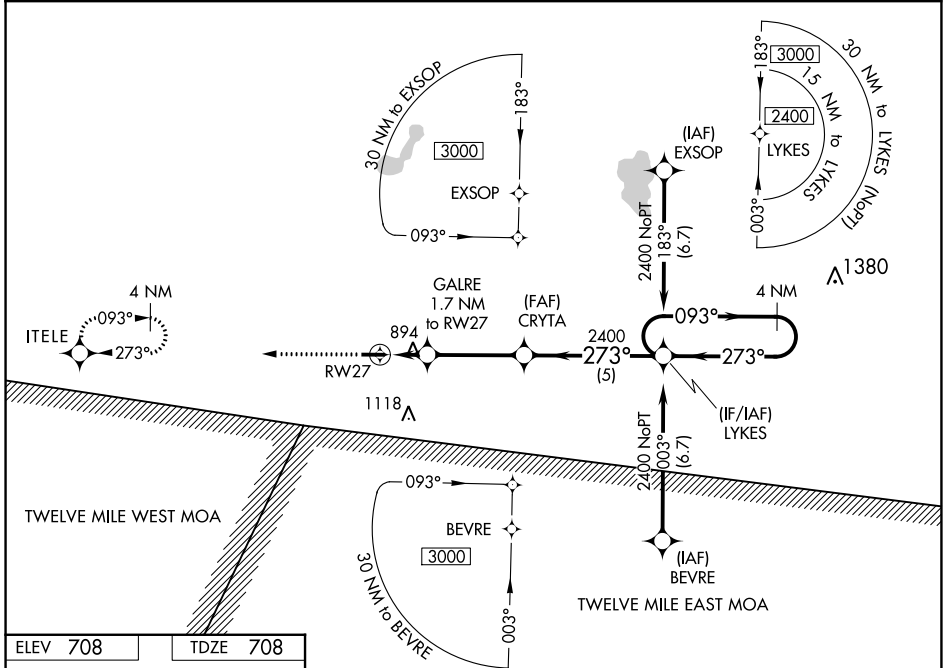 30 NM to EXSOP
183°
3000
EXSOP
093°
183°
3000
30 NM to LYKES (NoPT)
15 NM to LYKES
2400
LYKES
003°
(IAF)
EXSOP
2400 NoPT
183°
(6.7)
1380
4 NM
093°
273°
ITELE
GALRE
1.7 NM
to RW27
(FAF)
CRYTA
894
RW27
2400
273°
(5)
093°
4 NM
273°
(IF/IAF)
LYKES
1118
2400 NoPT
003°
(6.7)
TWELVE MILE WEST MOA
093°
BEVRE
3000
30 NM to BEVRE
003°
(IAF)
BEVRE
TWELVE MILE EAST MOA
ELEV 708
TDZE 708